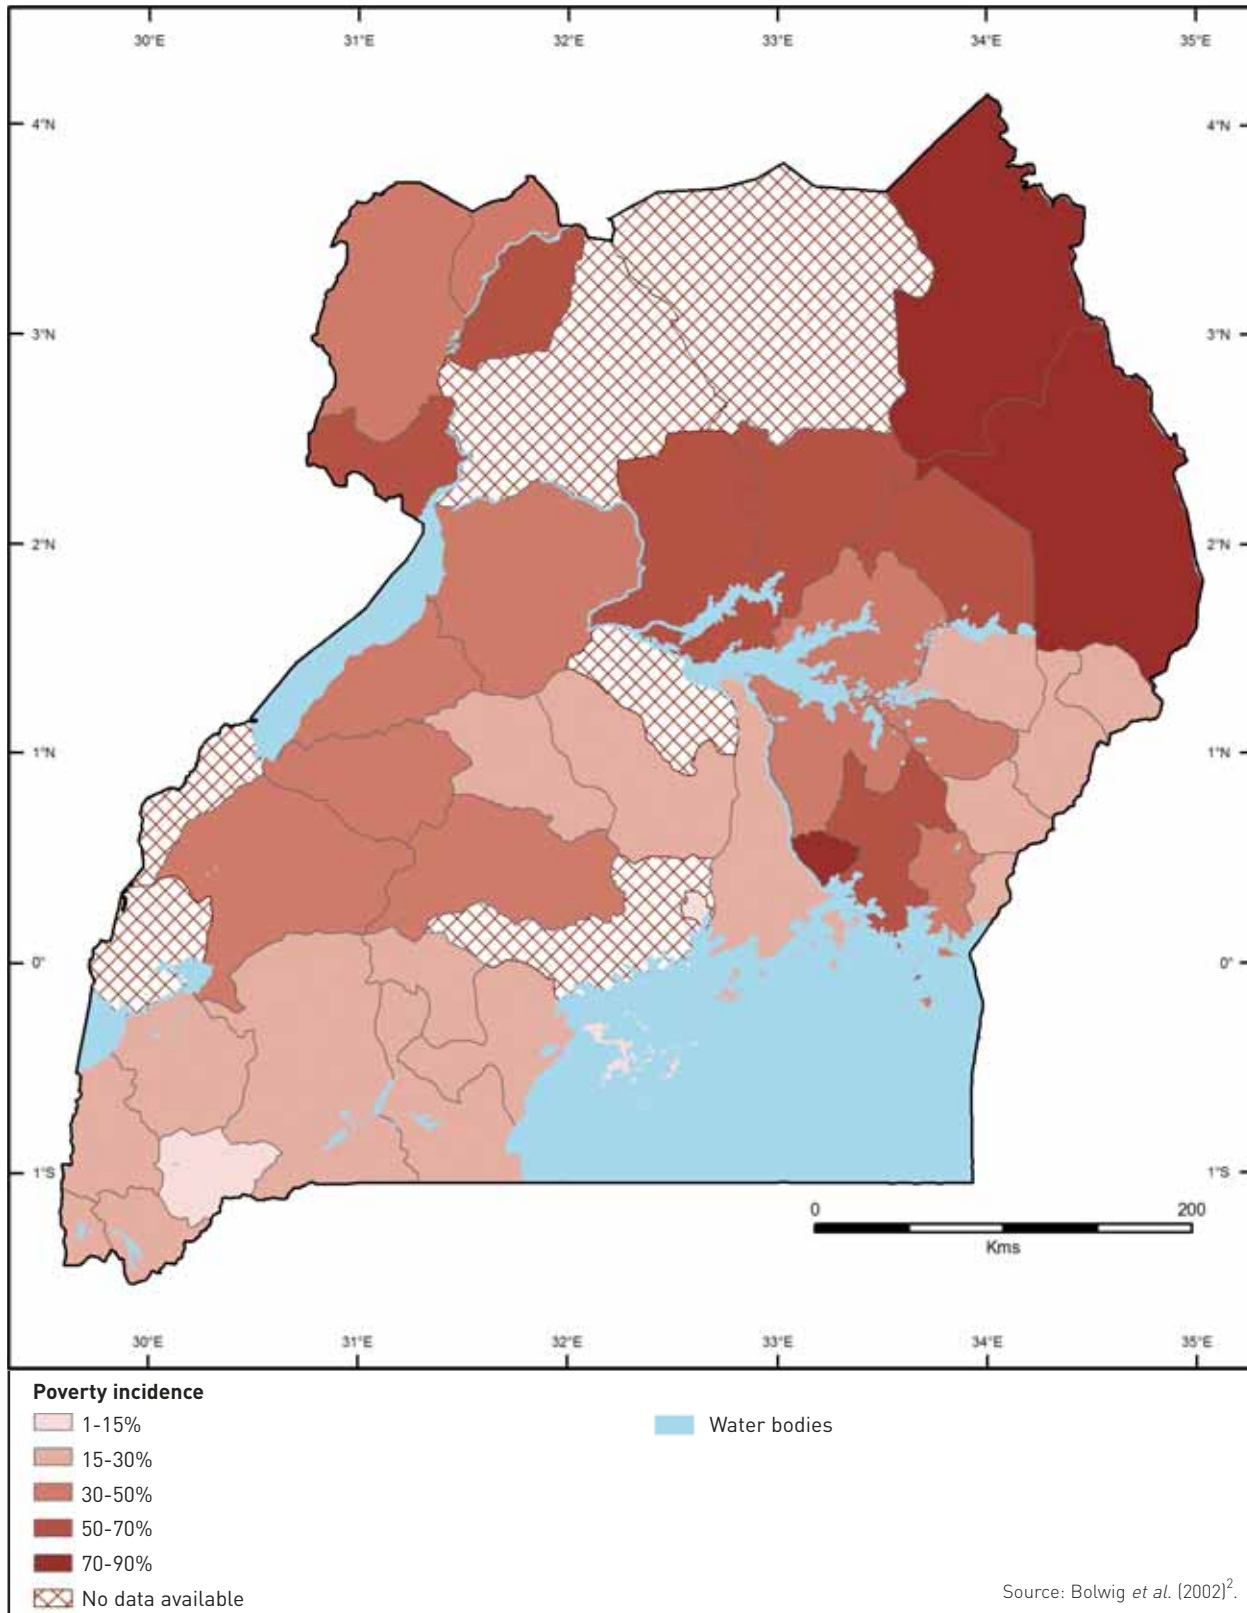 30°E 31°E 32°E 33°E 34°E 35°E
4°N 4°N
3°N 3°N
2°N 2°N
1°N 1°N
0° 0°
1°S 1°S
0 200
Kms
30°E 31°E 32°E 33°E 34°E 35°E
Poverty incidence
1-15%
Water bodies
15-30%
30-50%
50-70%
70-90%
No data available
Source: Bolwig et al. (2002)².